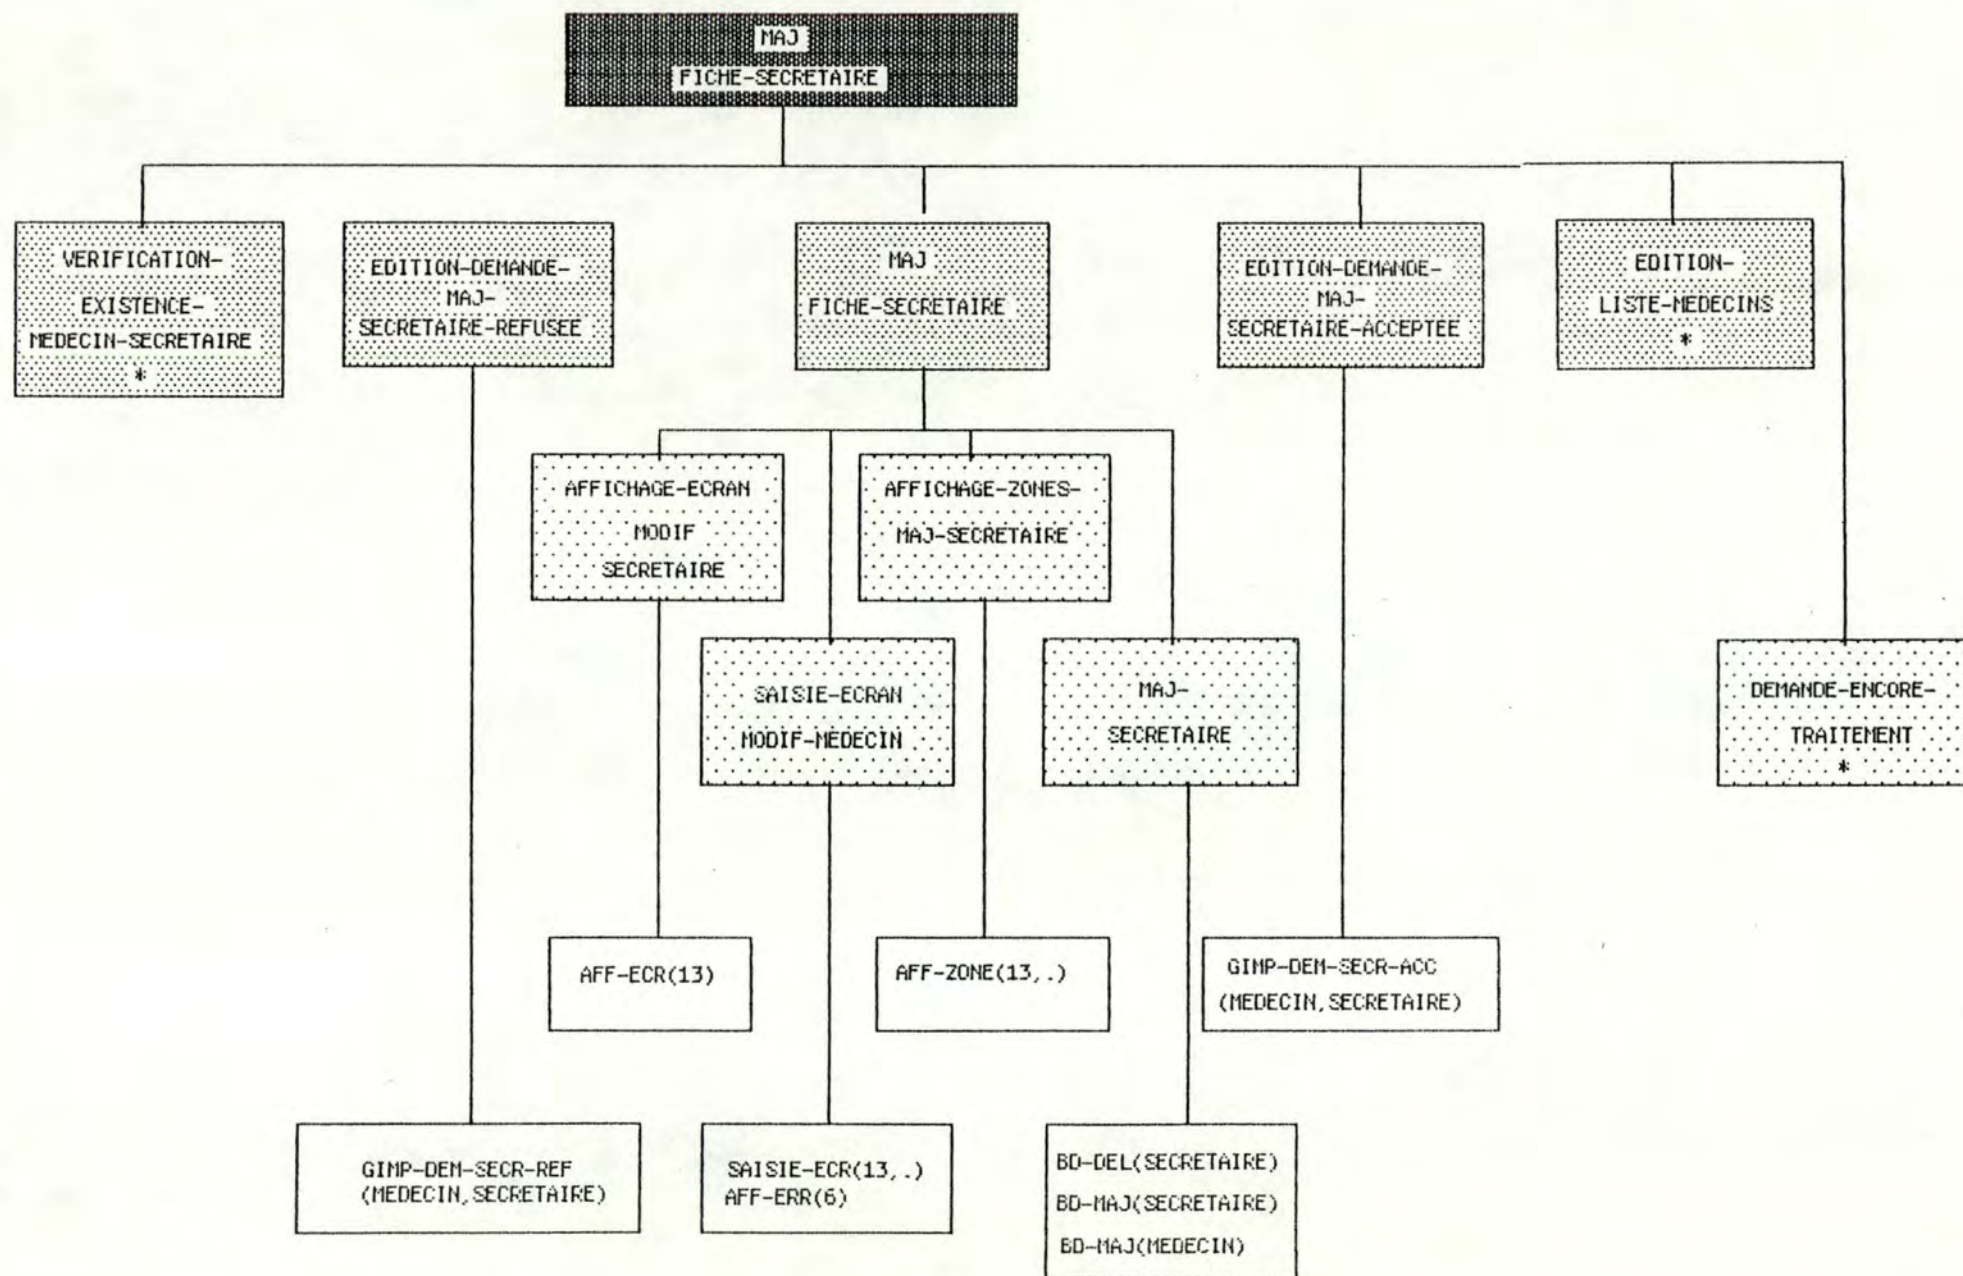 MAJ
FICHE-SECRETAIRE
VERIFICATION-
EXISTENCE-
MEDECIN-SECRETAIRE
*
EDITION-DEMANDE-
MAJ-
SECRETAIRE-REFUSEE
MAJ
FICHE-SECRETAIRE
EDITION-DEMANDE-
MAJ-
SECRETAIRE-ACCEPTEE
EDITION-
LISTE-MEDECINS
*
AFFICHAGE-ECRAN
MODIF
SECRETAIRE
AFFICHAGE-ZONES-
MAJ-SECRETAIRE
SAISIE-ECRAN
MODIF-MEDECIN
MAJ-
SECRETAIRE
DEMANDE-ENCORE-
TRAITEMENT
*
AFF-ECR(13)
AFF-ZONE(13,.)
GIMP-DEM-SECR-ACC
(MEDECIN,SECRETAIRE)
GIMP-DEM-SECR-REF
(MEDECIN,SECRETAIRE)
SAISIE-ECR(13,.)
AFF-ERR(6)
BD-DEL(SECRETAIRE)
BD-MAJ(SECRETAIRE)
BD-MAJ(MEDECIN)